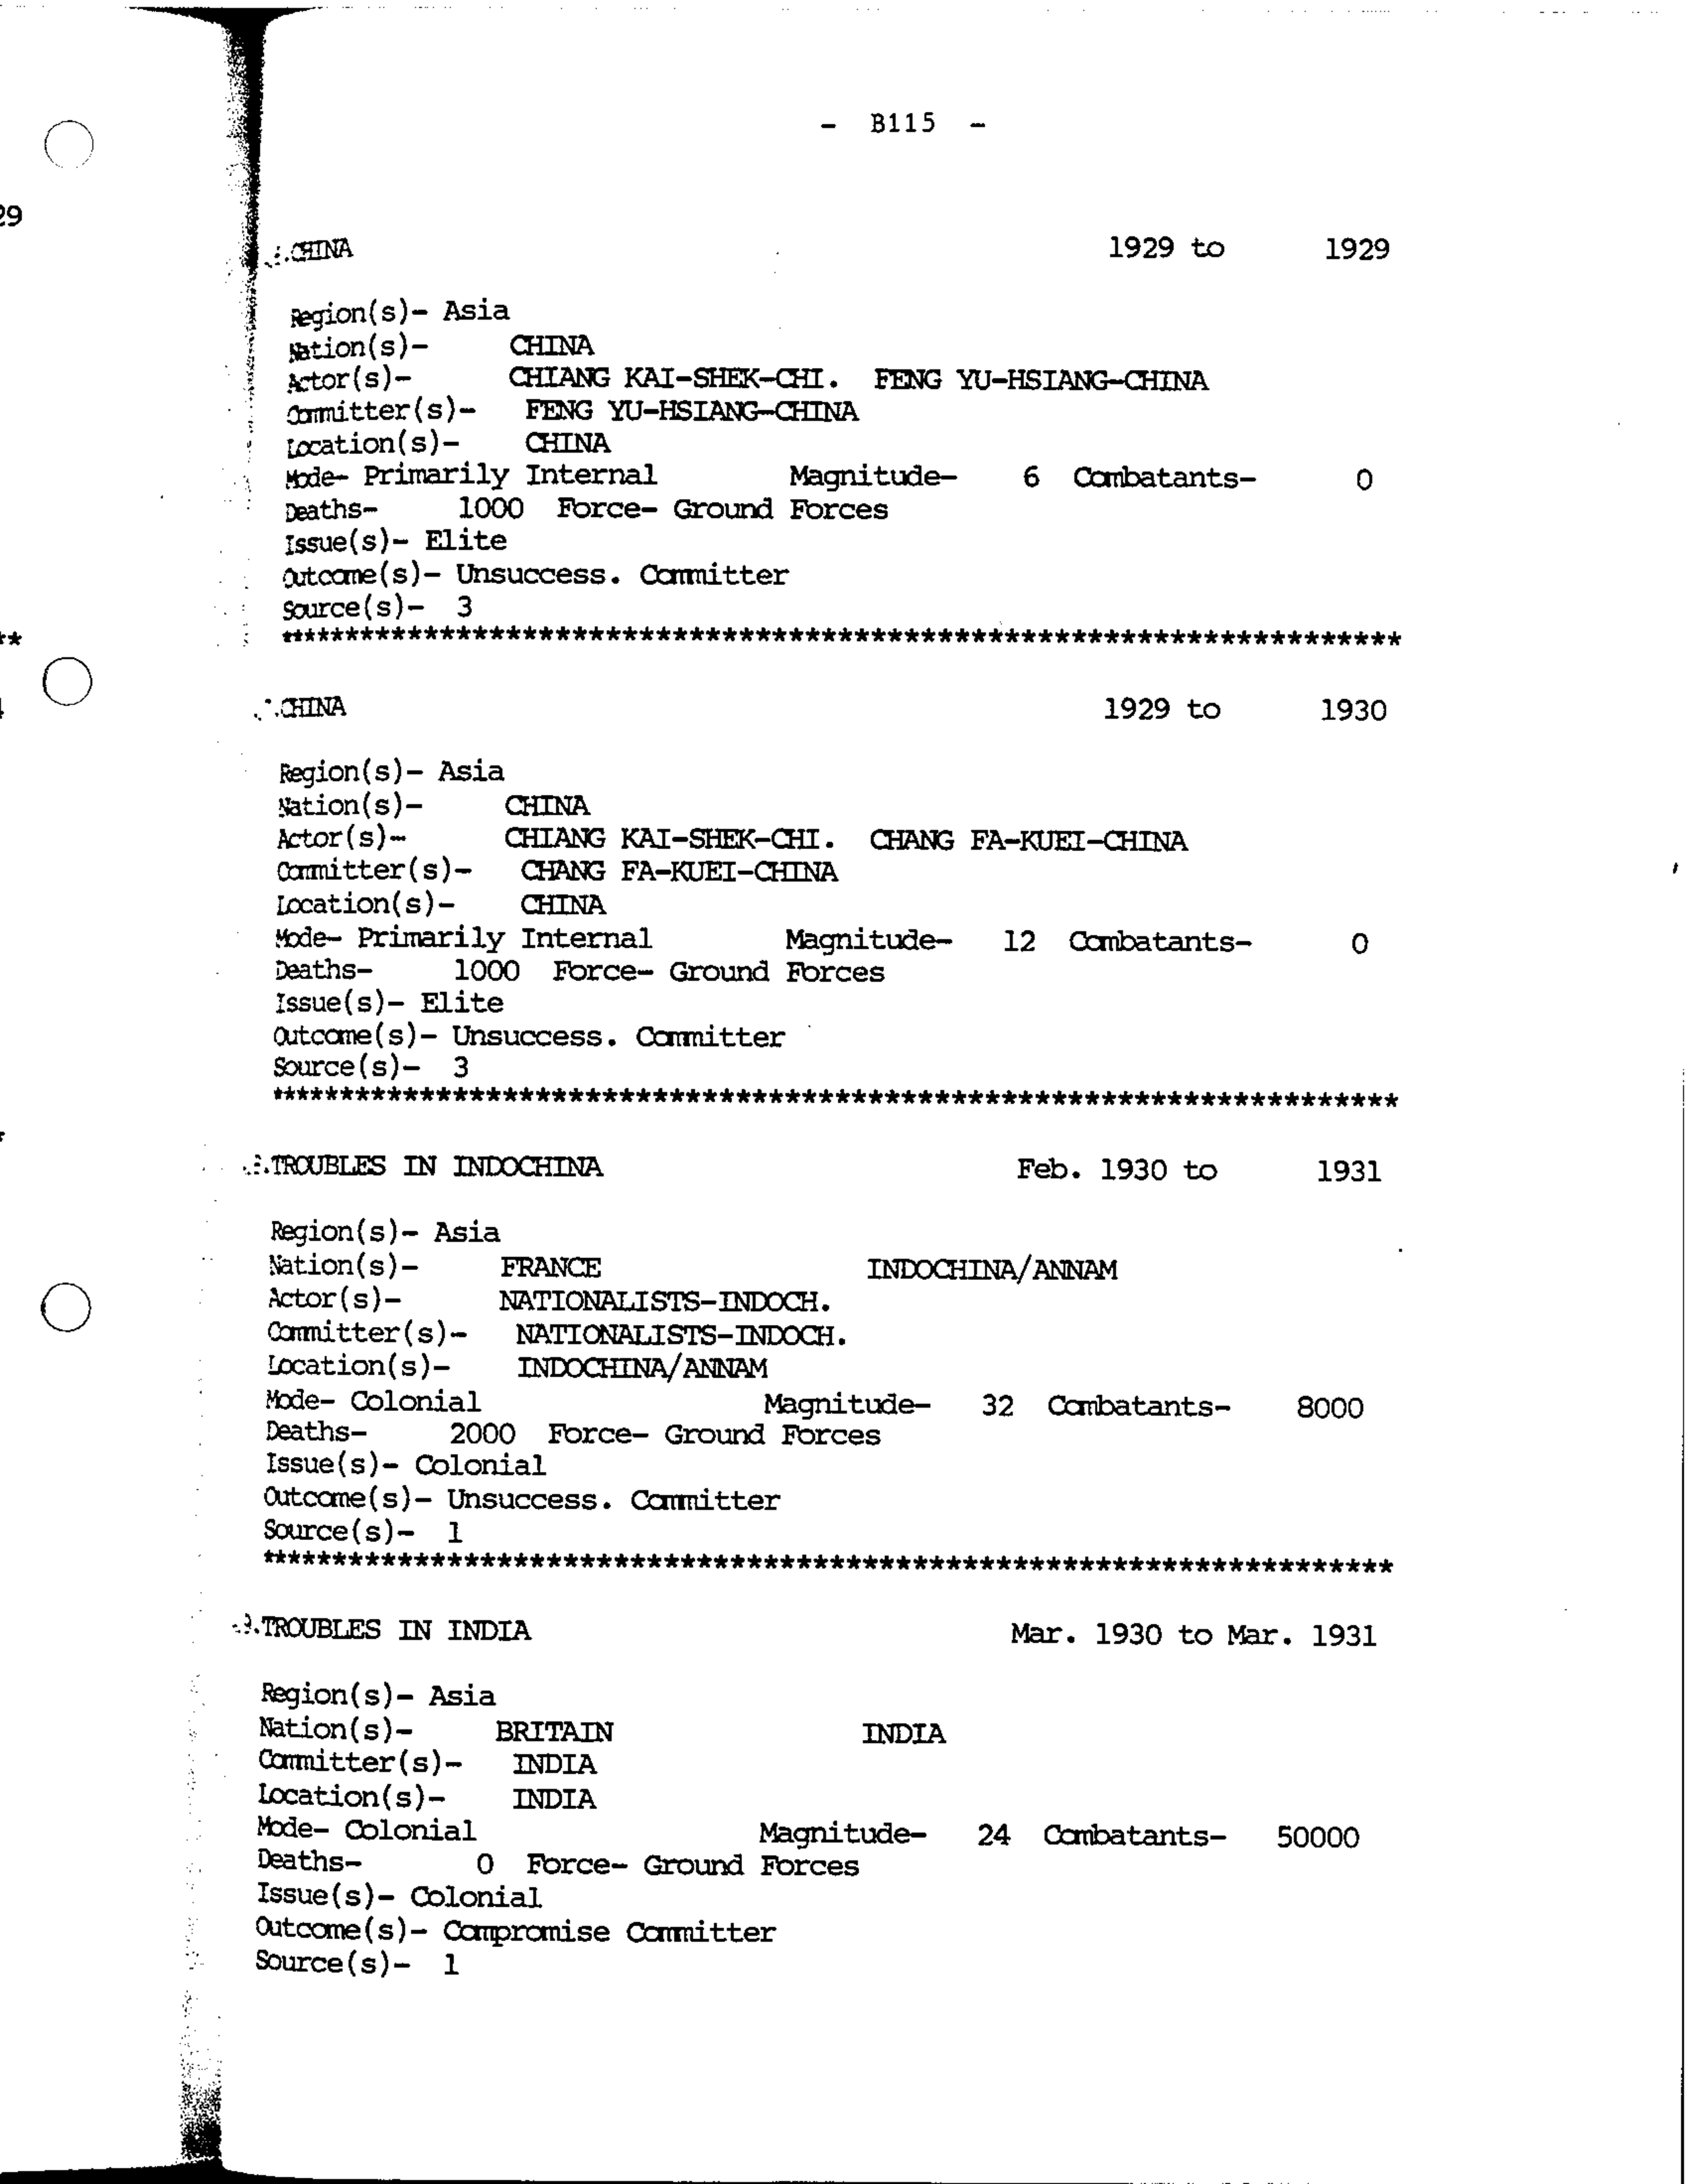 - B115 -
29
CHINA 1929 to 1929
Region(s)- Asia
Nation(s)- CHINA
Actor(s)- CHIANG KAI-SHEK-CHI. FENG YU-HSIANG-CHINA
Committer(s)- FENG YU-HSIANG-CHINA
Location(s)- CHINA
Mode- Primarily Internal Magnitude- 6 Combatants- 0
Deaths- 1000 Force- Ground Forces
Issue(s)- Elite
Outcome(s)- Unsuccess. Committer
Source(s)- 3
********************************************************************
CHINA 1929 to 1930
Region(s)- Asia
Nation(s)- CHINA
Actor(s)- CHIANG KAI-SHEK-CHI. CHANG FA-KUEI-CHINA
Committer(s)- CHANG FA-KUEI-CHINA
Location(s)- CHINA
Mode- Primarily Internal Magnitude- 12 Combatants- 0
Deaths- 1000 Force- Ground Forces
Issue(s)- Elite
Outcome(s)- Unsuccess. Committer
Source(s)- 3
********************************************************************
TROUBLES IN INDOCHINA Feb. 1930 to 1931
Region(s)- Asia
Nation(s)- FRANCE INDOCHINA/ANNAM
Actor(s)- NATIONALISTS-INDOCH.
Committer(s)- NATIONALISTS-INDOCH.
Location(s)- INDOCHINA/ANNAM
Mode- Colonial Magnitude- 32 Combatants- 8000
Deaths- 2000 Force- Ground Forces
Issue(s)- Colonial
Outcome(s)- Unsuccess. Committer
Source(s)- 1
********************************************************************
TROUBLES IN INDIA Mar. 1930 to Mar. 1931
Region(s)- Asia
Nation(s)- BRITAIN INDIA
Committer(s)- INDIA
Location(s)- INDIA
Mode- Colonial Magnitude- 24 Combatants- 50000
Deaths- 0 Force- Ground Forces
Issue(s)- Colonial
Outcome(s)- Compromise Committer
Source(s)- 1